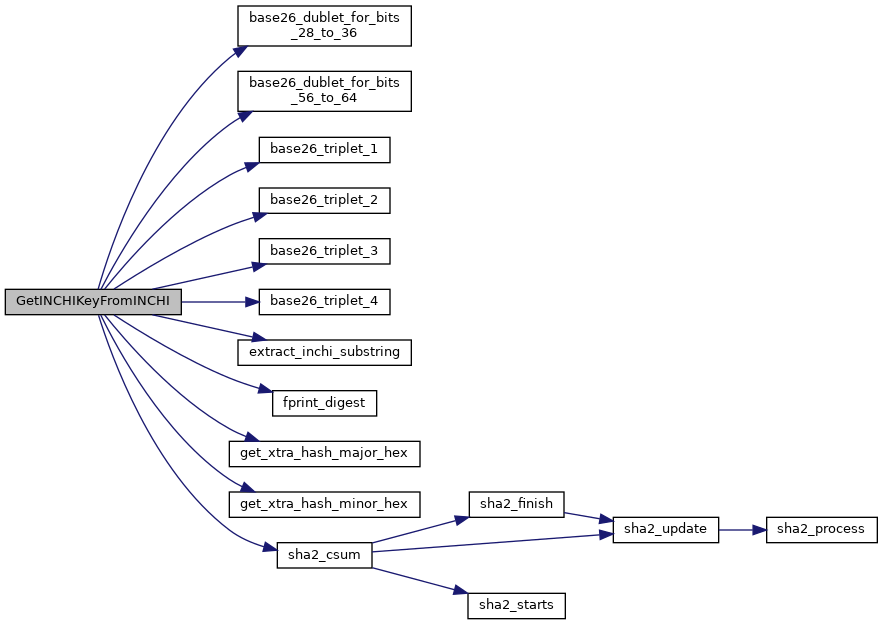 base26_dublet_for_bits
_28_to_36
base26_dublet_for_bits
_56_to_64
base26_triplet_1
base26_triplet_2
base26_triplet_3
GetINCHIKeyFromINCHI
base26_triplet_4
extract_inchi_substring
fprint_digest
get_xtra_hash_major_hex
get_xtra_hash_minor_hex
sha2_finish
sha2_update
sha2_process
sha2_csum
sha2_starts